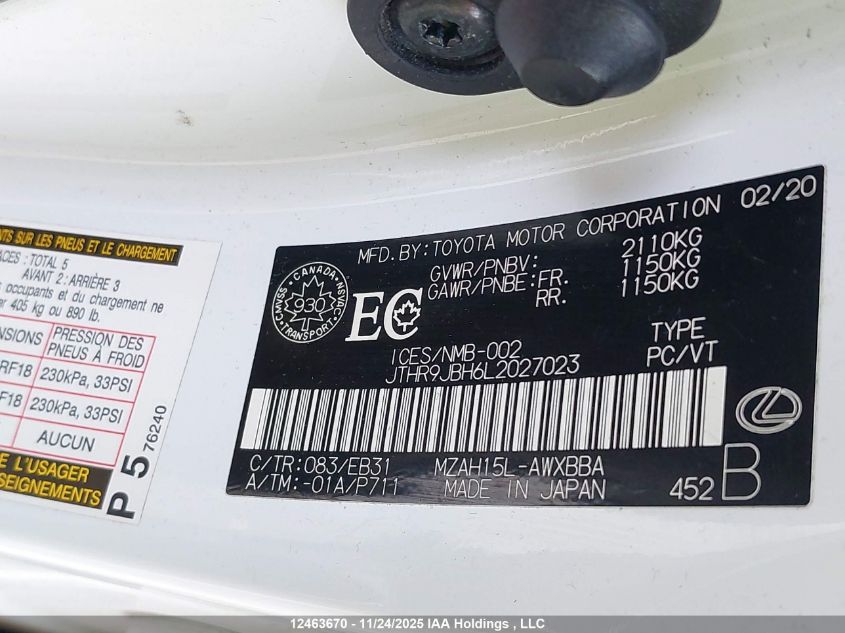 NTS SUR LES PNEUS ET LE CHARGEMENT
ACES : TOTAL 5
AVANT 2 : ARRIÈRE 3
occupants et du chargement ne
405 kg ou 890 lb.
NSIONS PRESSION DES PNEUS À FROID
RF18 230kPa, 33PSI
F18 230kPa, 33PSI
AUCUN
E L'USAGER
SEIGNEMENTS
P 5 76240
MFD. BY: TOYOTA MOTOR CORPORATION 02/20
GVWR/PNBV: 2110KG
GAWR/PNBE: FR. 1150KG
RR. 1150KG
CANADA
CMVSS NSVAC
930
TRANSPORT
EC
ICES/NMB-002
TYPE
JTHR9JBH6L2027023 PC/VT
C/TR: 083/EB31 MZAH15L-AWXBBA
A/TM: -01A/P711 MADE IN JAPAN 452 B
12463670 - 11/24/2025 IAA Holdings , LLC